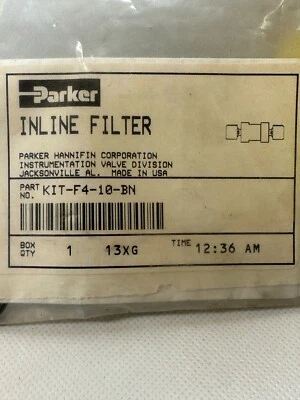 Parker
INLINE FILTER
PARKER HANNIFIN CORPORATION
INSTRUMENTATION VALVE DIVISION
JACKSONVILLE AL. MADE IN USA
PART NO. KIT-F4-10-BN
BOX QTY 1 13XG TIME 12:36 AM